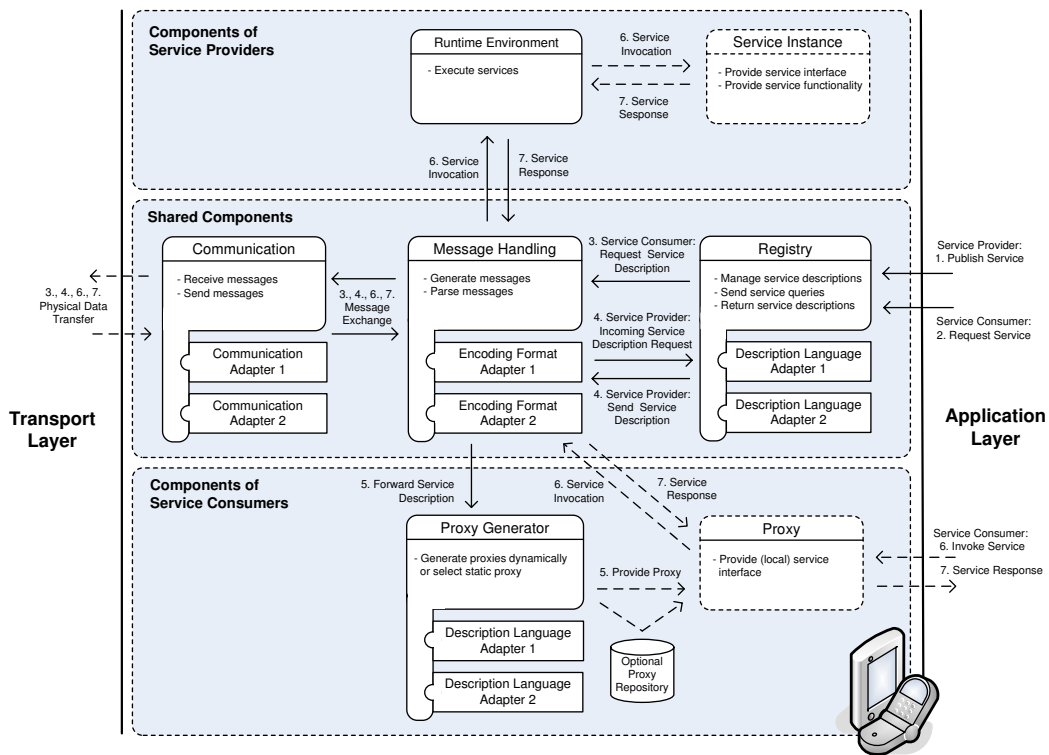 Components of
Service Providers
Runtime Environment
- Execute services
6. Service
Invocation
7. Service
Sesponse
Service Instance
- Provide service interface
- Provide service functionality
6. Service
Invocation
7. Service
Response
Shared Components
Communication
- Receive messages
- Send messages
Communication
Adapter 1
Communication
Adapter 2
3., 4., 6., 7.
Physical Data
Transfer
3., 4., 6., 7.
Message
Exchange
Message Handling
- Generate messages
- Parse messages
Encoding Format
Adapter 1
Encoding Format
Adapter 2
3. Service Consumer:
Request Service
Description
4. Service Provider:
Incoming Service
Description Request
4. Service Provider:
Send Service
Description
Registry
- Manage service descriptions
- Send service queries
- Return service descriptions
Description Language
Adapter 1
Description Language
Adapter 2
Service Provider:
1. Publish Service
Service Consumer:
2. Request Service
Transport
Layer
Application
Layer
Components of
Service Consumers
5. Forward Service
Description
6. Service
Invocation
7. Service
Response
Proxy Generator
- Generate proxies dynamically
or select static proxy
Description Language
Adapter 1
Description Language
Adapter 2
5. Provide Proxy
Optional
Proxy
Repository
Proxy
- Provide (local) service
interface
Service Consumer:
6. Invoke Service
7. Service Response